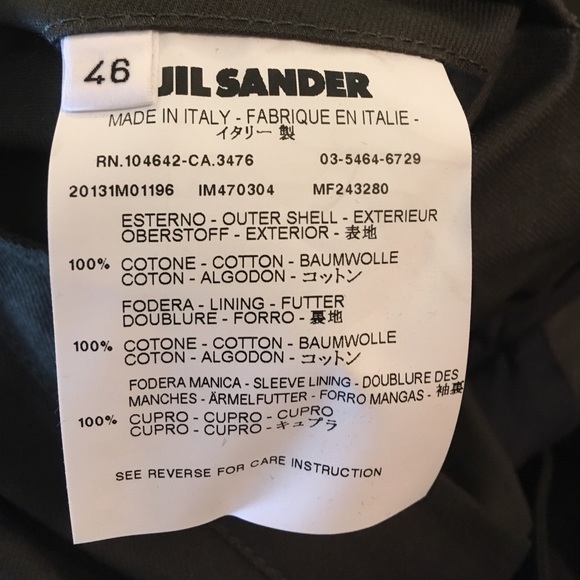 46
JIL SANDER
MADE IN ITALY - FABRIQUE EN ITALIE -
イタリー 製
RN.104642-CA.3476 03-5464-6729
20131M01196 IM470304 MF243280
ESTERNO - OUTER SHELL - EXTERIEUR
OBERSTOFF - EXTERIOR - 表地
100% COTONE - COTTON - BAUMWOLLE
COTON - ALGODON - コットン
FODERA - LINING - FUTTER
DOUBLURE - FORRO - 裏地
100% COTONE - COTTON - BAUMWOLLE
COTON - ALGODON - コットン
FODERA MANICA - SLEEVE LINING - DOUBLURE DES
MANCHES - ÄRMELFUTTER - FORRO MANGAS - 袖裏
100% CUPRO - CUPRO - CUPRO
CUPRO - CUPRO - キュプラ
SEE REVERSE FOR CARE INSTRUCTION